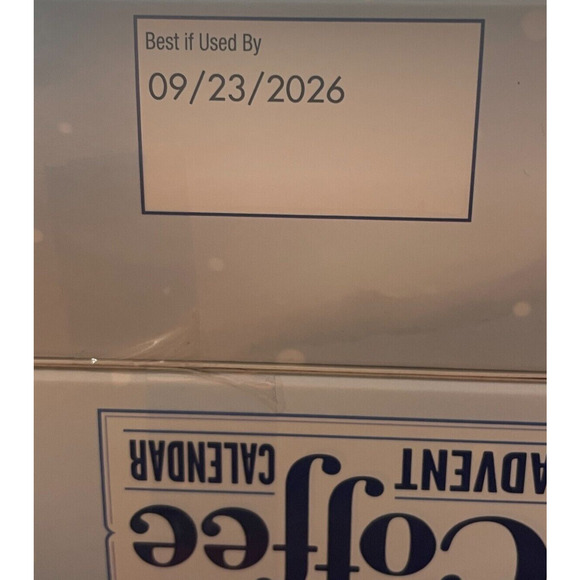 Best if Used By
09/23/2026
ADVENT
CALENDAR
Coffee